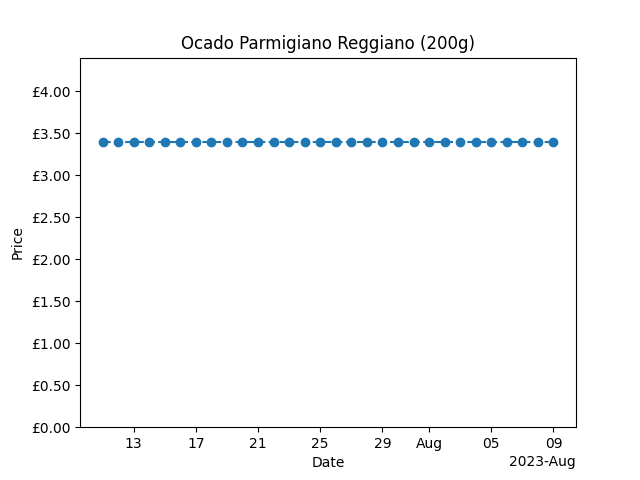 Ocado Parmigiano Reggiano (200g)
£4.00
£3.50
£3.00
£2.50
£2.00
£1.50
£1.00
£0.50
£0.00
Price
13 17 21 25 29 Aug 05 09
Date
2023-Aug